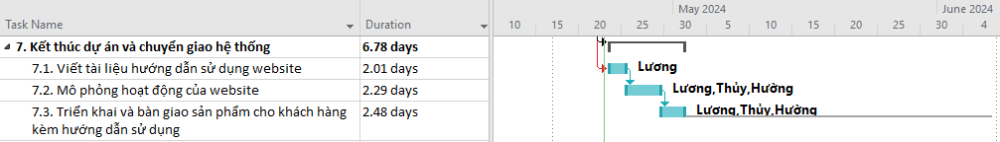 May 2024 June 2024
Task Name Duration 10 15 20 25 30 5 10 15 20 25 30 4
7. Kết thúc dự án và chuyển giao hệ thống 6.78 days
7.1. Viết tài liệu hướng dẫn sử dụng website 2.01 days Lương
7.2. Mô phỏng hoạt động của website 2.29 days Lương,Thủy,Hường
7.3. Triển khai và bàn giao sản phẩm cho khách hàng 2.48 days Lương,Thủy,Hường
kèm hướng dẫn sử dụng